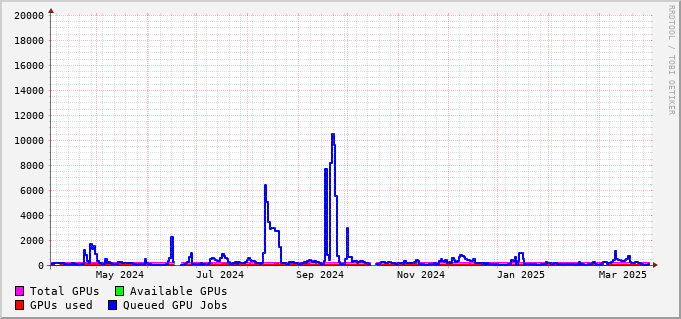 20000
18000
16000
14000
12000
10000
8000
6000
4000
2000
0
May 2024 Jul 2024 Sep 2024 Nov 2024 Jan 2025 Mar 2025
Total GPUs Available GPUs
GPUs used Queued GPU Jobs
RRDTOOL / TOBI OETIKER